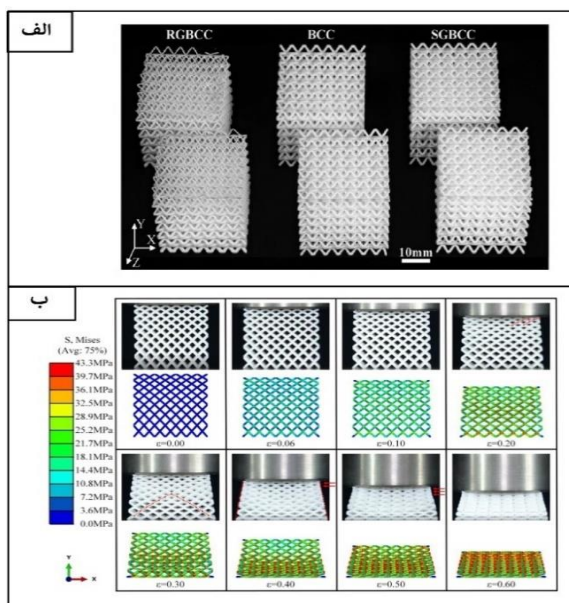 الف
RGBCC BCC SGBCC
Y
X
Z
10mm
ب
S, Mises
(Avg: 75%)
43.3MPa
39.7MPa
36.1MPa
32.5MPa
28.9MPa
25.2MPa
21.7MPa
18.1MPa
14.4MPa
10.8MPa
7.2MPa
3.6MPa
0.0MPa
ε=0.00 ε=0.06 ε=0.10 ε=0.20
ε=0.30 ε=0.40 ε=0.50 ε=0.60
Y
X